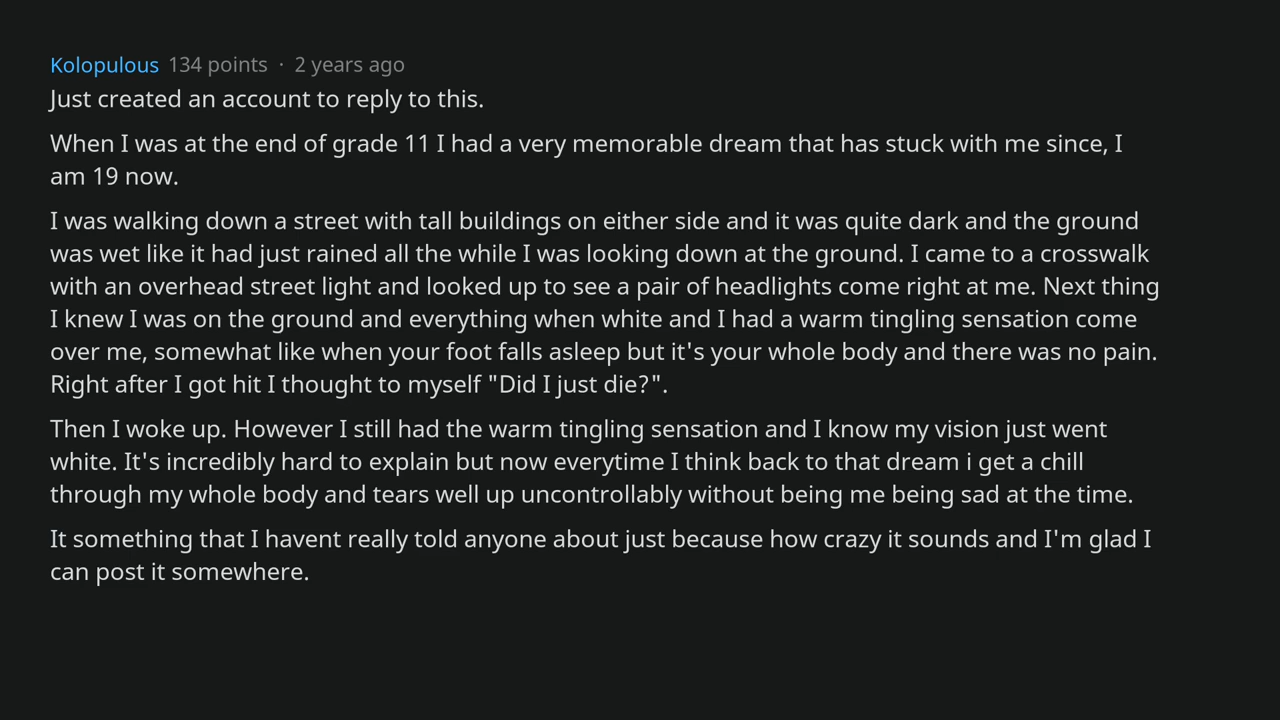 Kolopulous 134 points · 2 years ago
Just created an account to reply to this.
When I was at the end of grade 11 I had a very memorable dream that has stuck with me since, I
am 19 now.
I was walking down a street with tall buildings on either side and it was quite dark and the ground
was wet like it had just rained all the while I was looking down at the ground. I came to a crosswalk
with an overhead street light and looked up to see a pair of headlights come right at me. Next thing
I knew I was on the ground and everything when white and I had a warm tingling sensation come
over me, somewhat like when your foot falls asleep but it's your whole body and there was no pain.
Right after I got hit I thought to myself "Did I just die?".
Then I woke up. However I still had the warm tingling sensation and I know my vision just went
white. It's incredibly hard to explain but now everytime I think back to that dream i get a chill
through my whole body and tears well up uncontrollably without being me being sad at the time.
It something that I havent really told anyone about just because how crazy it sounds and I'm glad I
can post it somewhere.